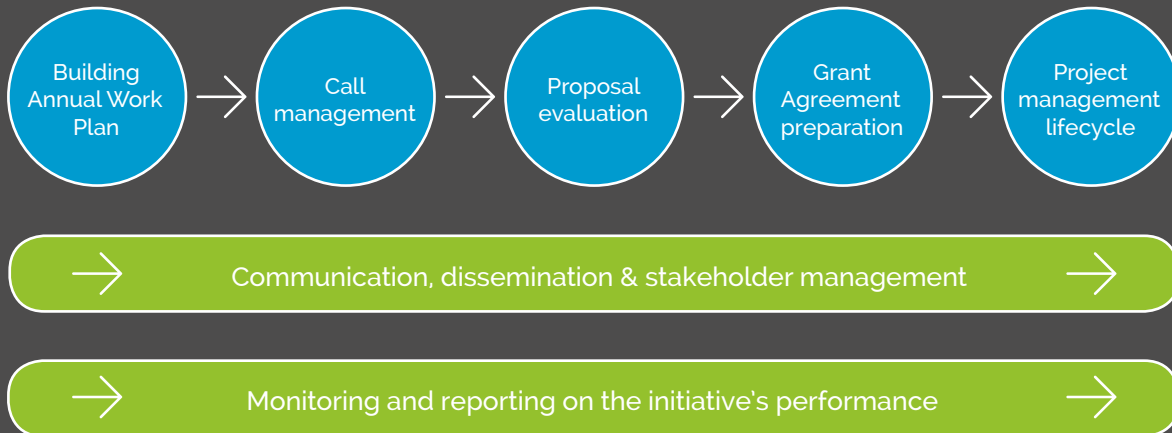 Building
Annual Work
Plan
Call
management
Proposal
evaluation
Grant
Agreement
preparation
Project
management
lifecycle
Communication, dissemination & stakeholder management
Monitoring and reporting on the initiative’s performance